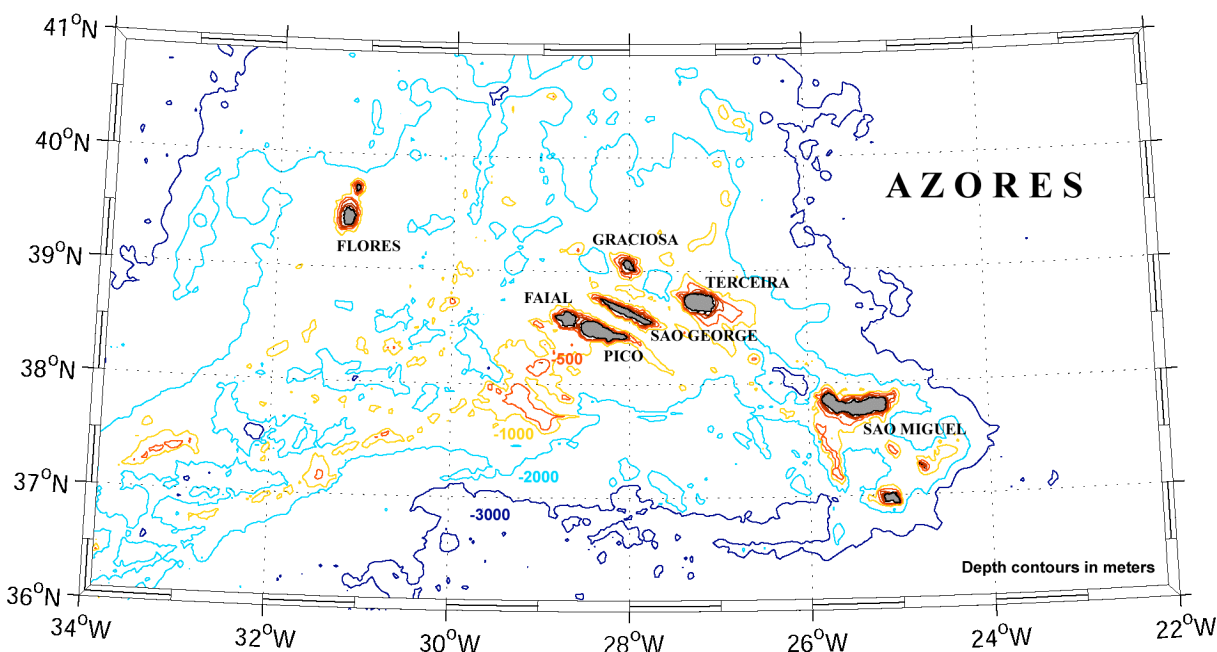 41°N
40°N
39°N
38°N
37°N
36°N
AZORES
FLORES
GRACIOSA
TERCEIRA
FAIAL
SAO GEORGE
PICO
-500
SAO MIGUEL
-1000
-2000
-3000
Depth contours in meters
34°W
32°W
30°W
28°W
26°W
24°W
22°W